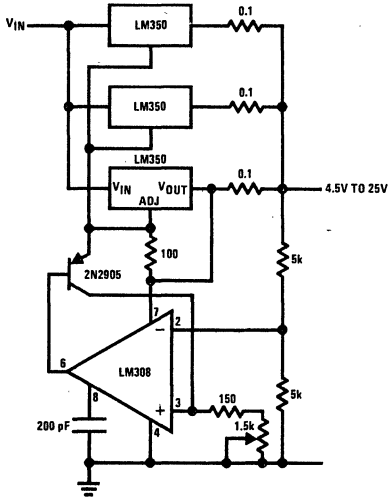 LM350
0.1
VIN
LM350
0.1
LM350
0.1
VIN
VOUT
ADJ
4.5V TO 25V
100
2N2905
5k
7
2
−
6
LM308
8
+
3
150
5k
200 pF
4
1.5k